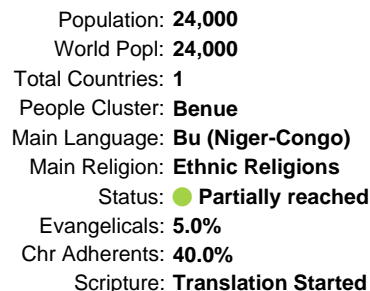 Population: 24,000
World Popl: 24,000
Total Countries: 1
People Cluster: Benue
Main Language: Bu (Niger-Congo)
Main Religion: Ethnic Religions
Status: Partially reached
Evangelicals: 5.0%
Chr Adherents: 40.0%
Scripture: Translation Started